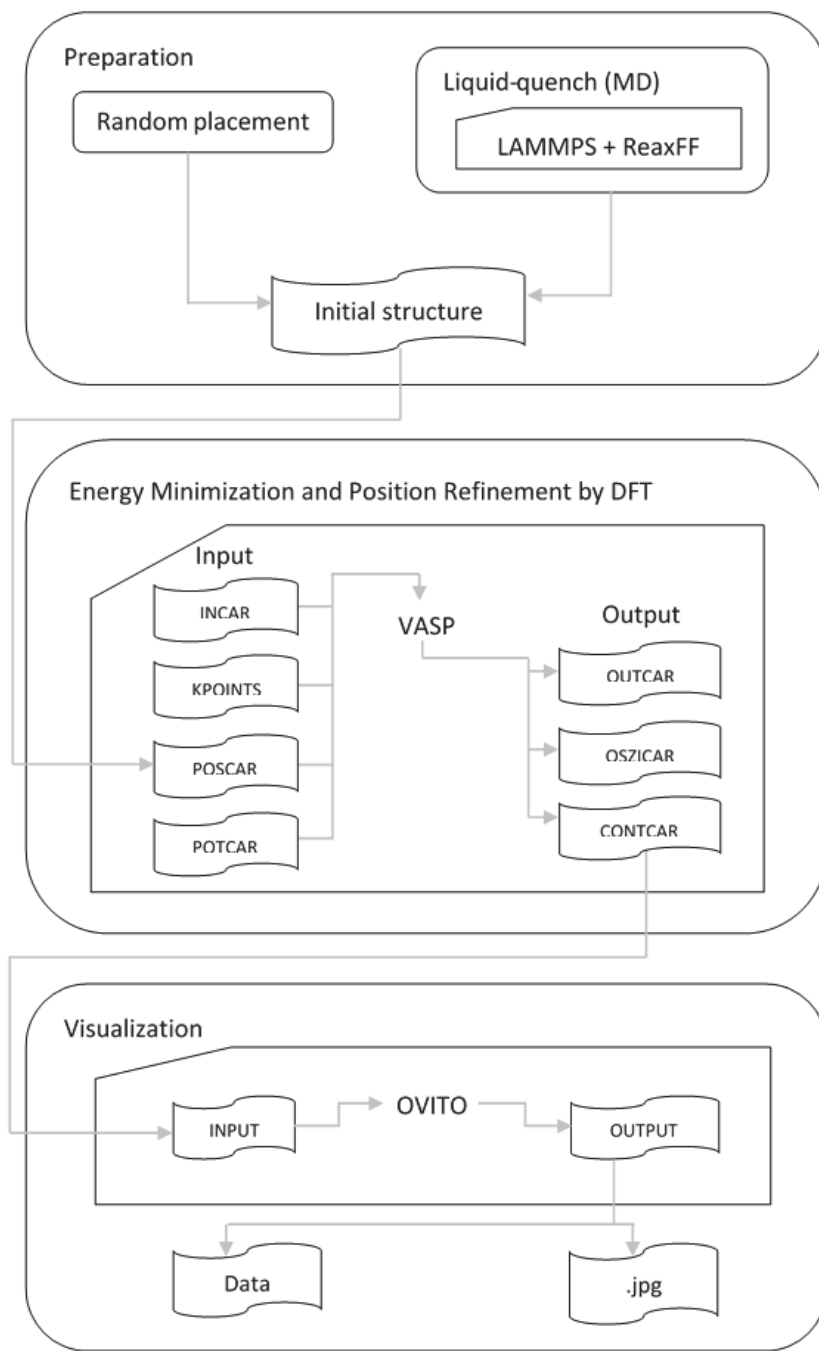 Preparation
Random placement
Liquid-quench (MD)
LAMMPS + ReaxFF
Initial structure
Energy Minimization and Position Refinement by DFT
Input
INCAR
KPOINTS
POSCAR
POTCAR
VASP
Output
OUTCAR
OSZICAR
CONTCAR
Visualization
INPUT
OVITO
OUTPUT
Data
.jpg